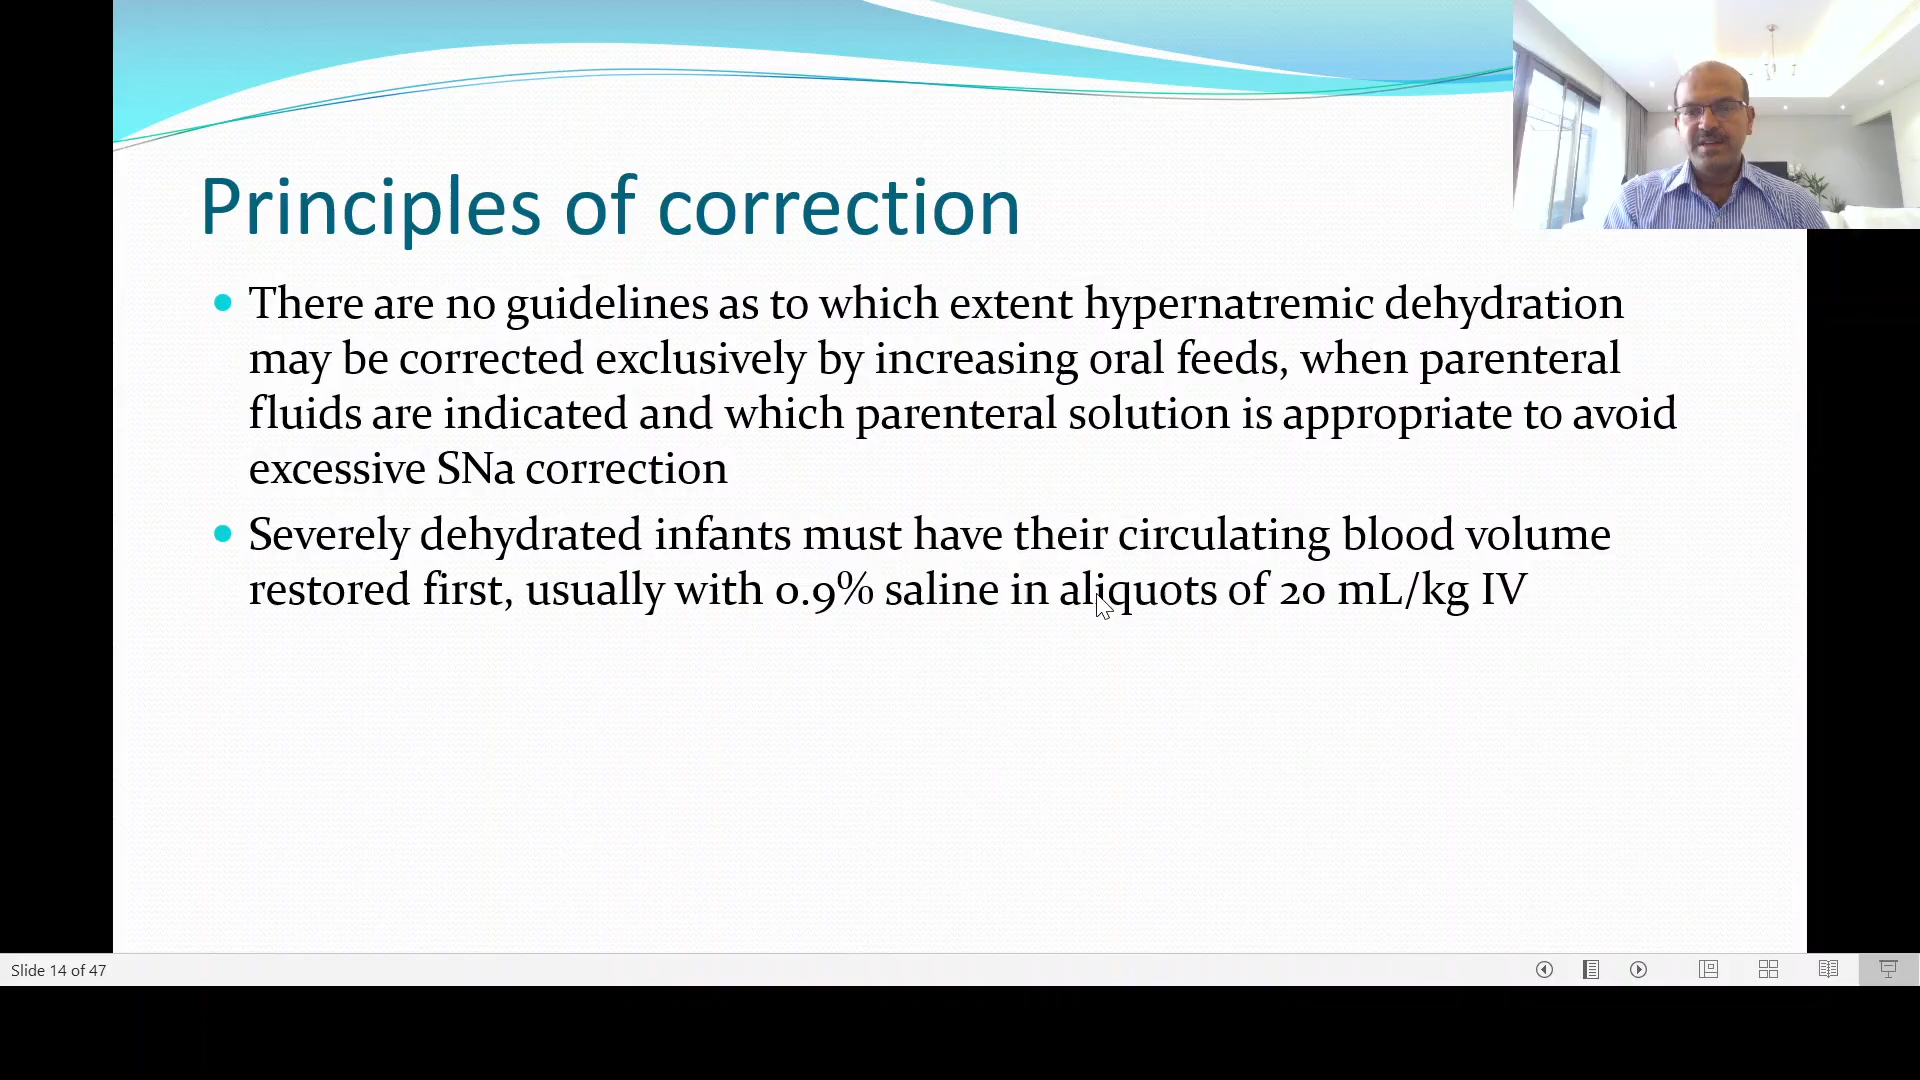 Principles of correction
There are no guidelines as to which extent hypernatremic dehydration
may be corrected exclusively by increasing oral feeds, when parenteral
fluids are indicated and which parenteral solution is appropriate to avoid
excessive SNa correction
Severely dehydrated infants must have their circulating blood volume
restored first, usually with 0.9% saline in aliquots of 20 mL/kg IV
Slide 14 of 47